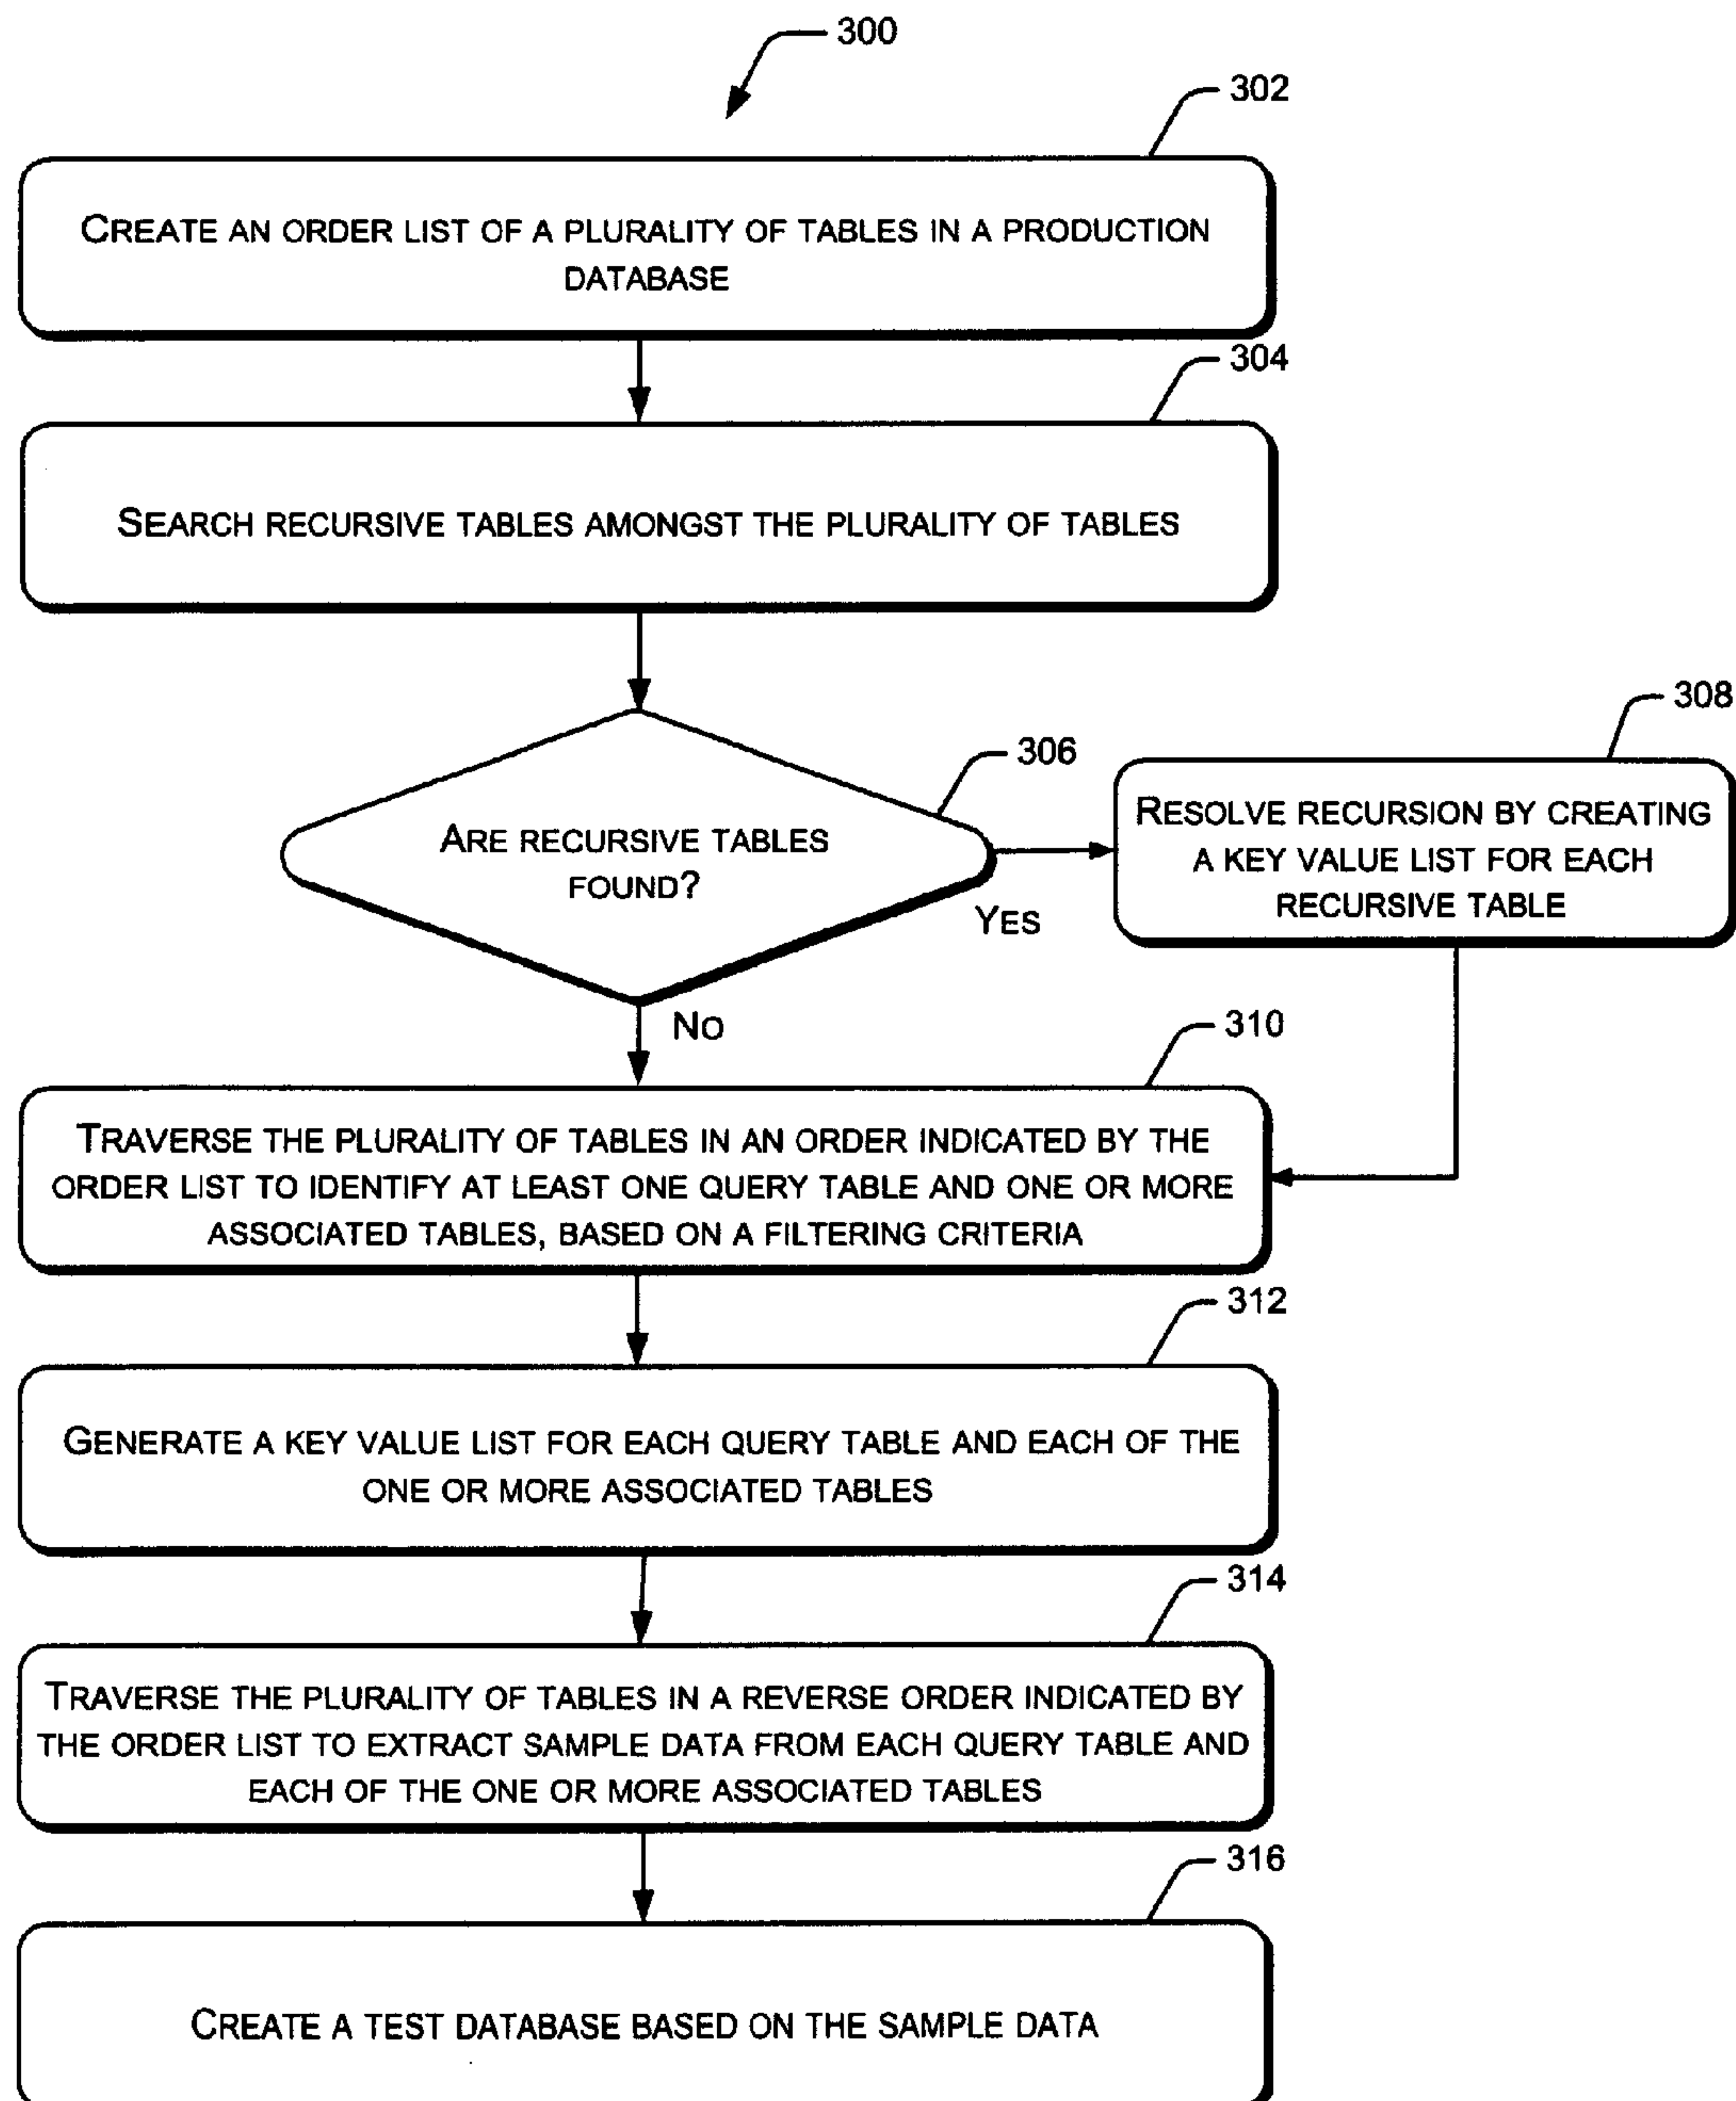 300
302
CREATE AN ORDER LIST OF A PLURALITY OF TABLES IN A PRODUCTION
DATABASE
304
SEARCH RECURSIVE TABLES AMONGST THE PLURALITY OF TABLES
306
ARE RECURSIVE TABLES
FOUND?
YES
308
RESOLVE RECURSION BY CREATING
A KEY VALUE LIST FOR EACH
RECURSIVE TABLE
NO
310
TRAVERSE THE PLURALITY OF TABLES IN AN ORDER INDICATED BY THE
ORDER LIST TO IDENTIFY AT LEAST ONE QUERY TABLE AND ONE OR MORE
ASSOCIATED TABLES, BASED ON A FILTERING CRITERIA
312
GENERATE A KEY VALUE LIST FOR EACH QUERY TABLE AND EACH OF THE
ONE OR MORE ASSOCIATED TABLES
314
TRAVERSE THE PLURALITY OF TABLES IN A REVERSE ORDER INDICATED BY
THE ORDER LIST TO EXTRACT SAMPLE DATA FROM EACH QUERY TABLE AND
EACH OF THE ONE OR MORE ASSOCIATED TABLES
316
CREATE A TEST DATABASE BASED ON THE SAMPLE DATA